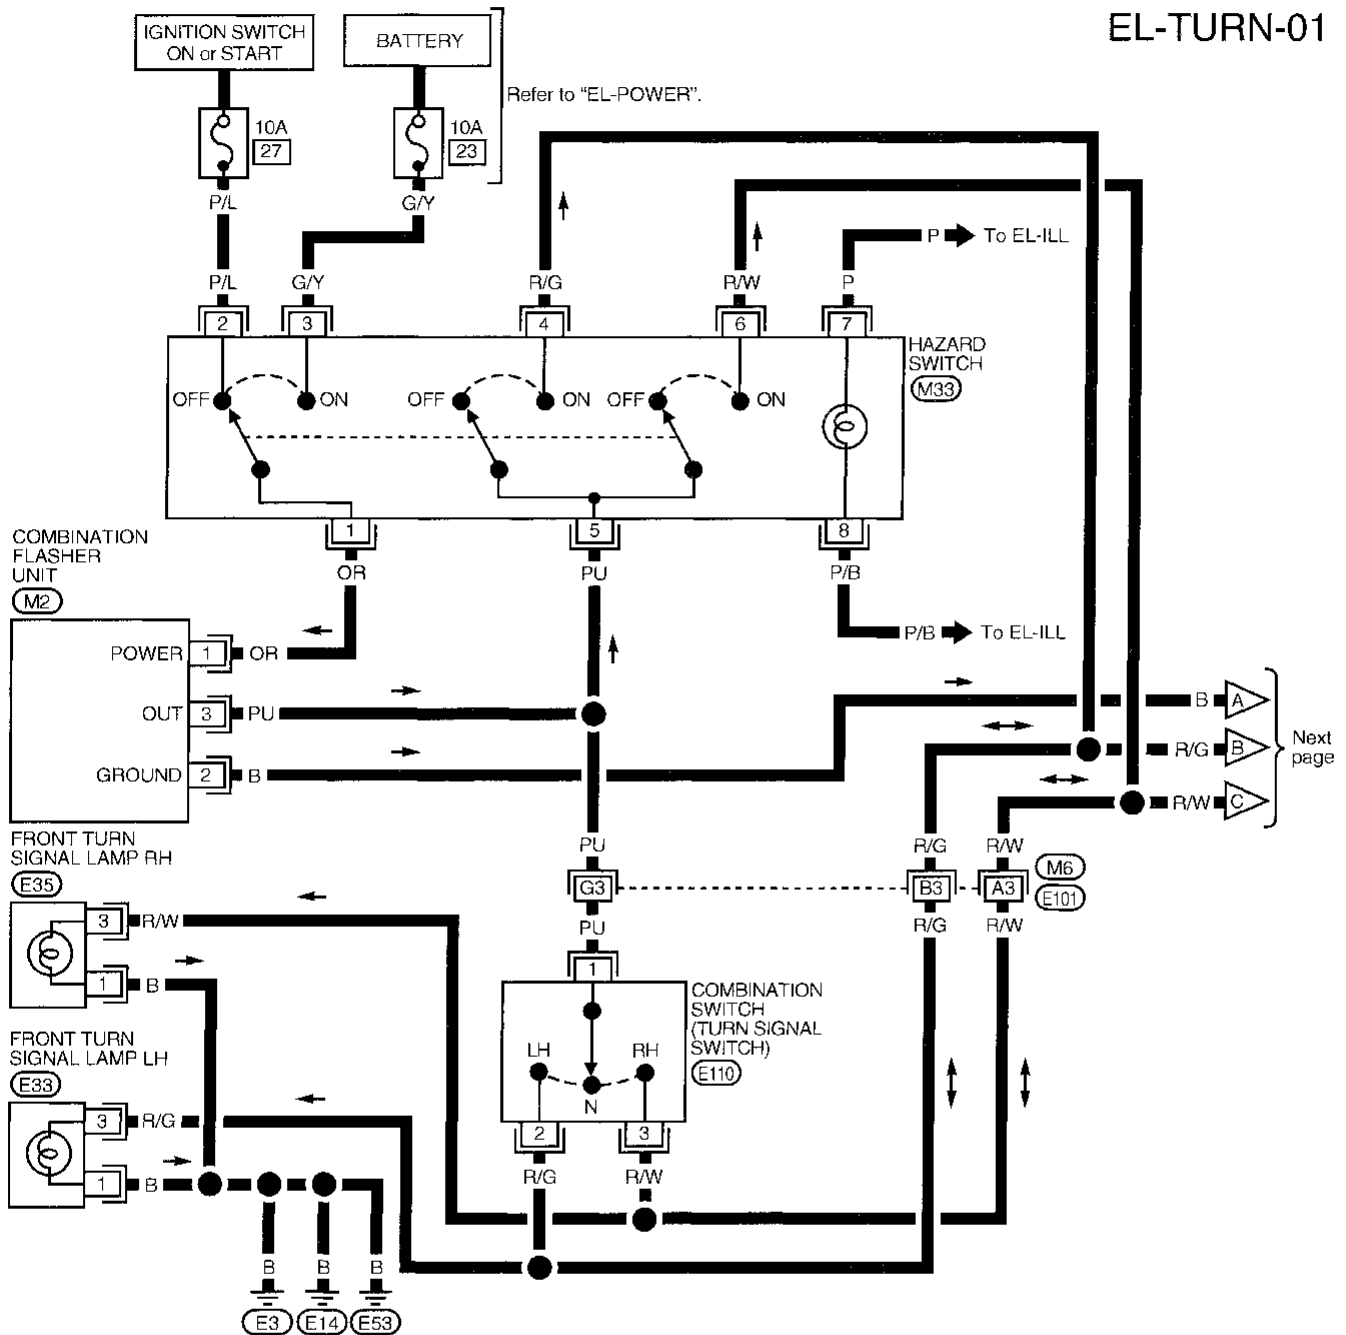 EL-TURN-01
IGNITION SWITCH
ON or START
BATTERY
Refer to "EL-POWER".
10A
27
10A
23
P/L
G/Y
P To EL-ILL
P/L
G/Y
R/G
R/W
P
2
3
4
6
7
HAZARD
SWITCH
M33
OFF
ON
OFF
ON
OFF
ON
1
5
8
OR
PU
P/B
COMBINATION
FLASHER
UNIT
M2
P/B To EL-ILL
POWER 1 OR
OUT 3 PU
GROUND 2 B
B A
R/G B
R/W C
Next
page
FRONT TURN
SIGNAL LAMP RH
E35
PU
R/G
R/W
G3
B3
A3
M6
E101
PU
R/G
R/W
3 R/W
1 B
1
COMBINATION
SWITCH
(TURN SIGNAL
SWITCH)
E110
LH
RH
N
FRONT TURN
SIGNAL LAMP LH
E33
3 R/G
1 B
2
3
R/G
R/W
B
B
B
E3
E14
E53